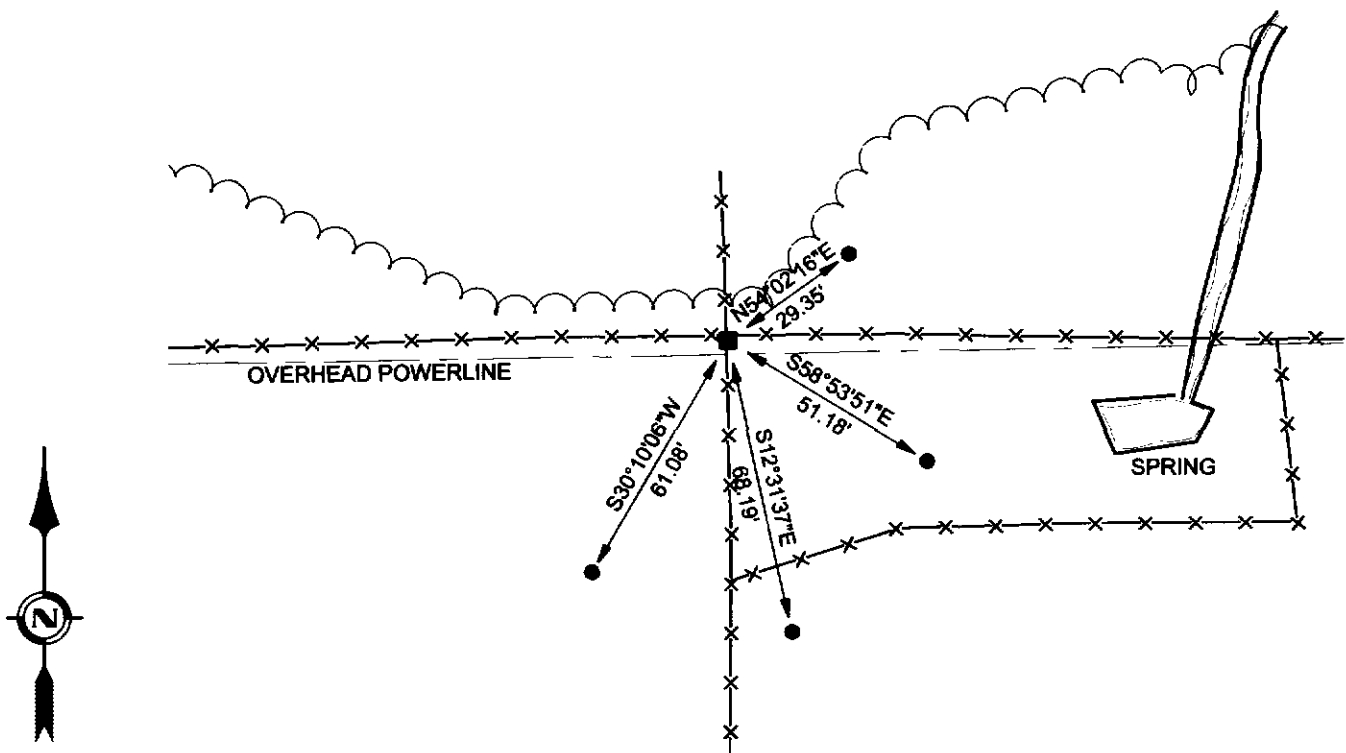 N54°02'16"E
29.35'
OVERHEAD POWERLINE
S58°53'51"E
51.18'
S30°10'06"W
61.08'
S12°31'37"E
68.19'
SPRING
N